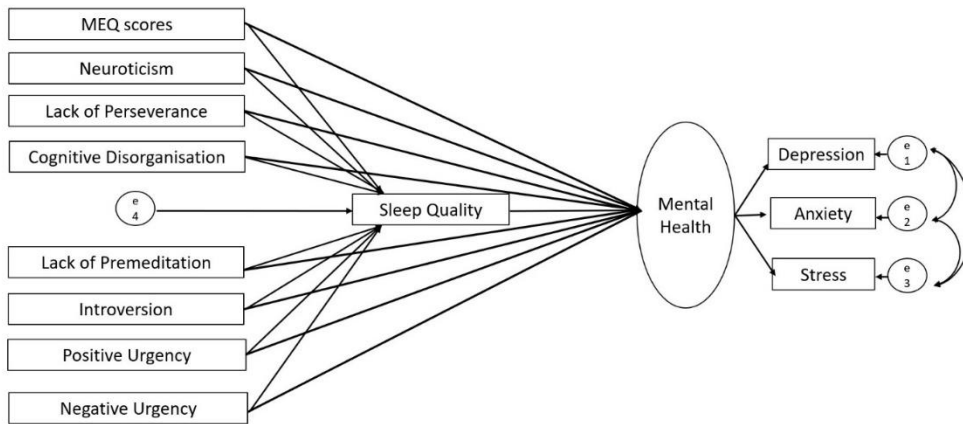 MEQ scores
Neuroticism
Lack of Perseverance
Cognitive Disorganisation
e
4
Sleep Quality
Lack of Premeditation
Introversion
Positive Urgency
Negative Urgency
Mental
Health
Depression
e
1
Anxiety
e
2
Stress
e
3